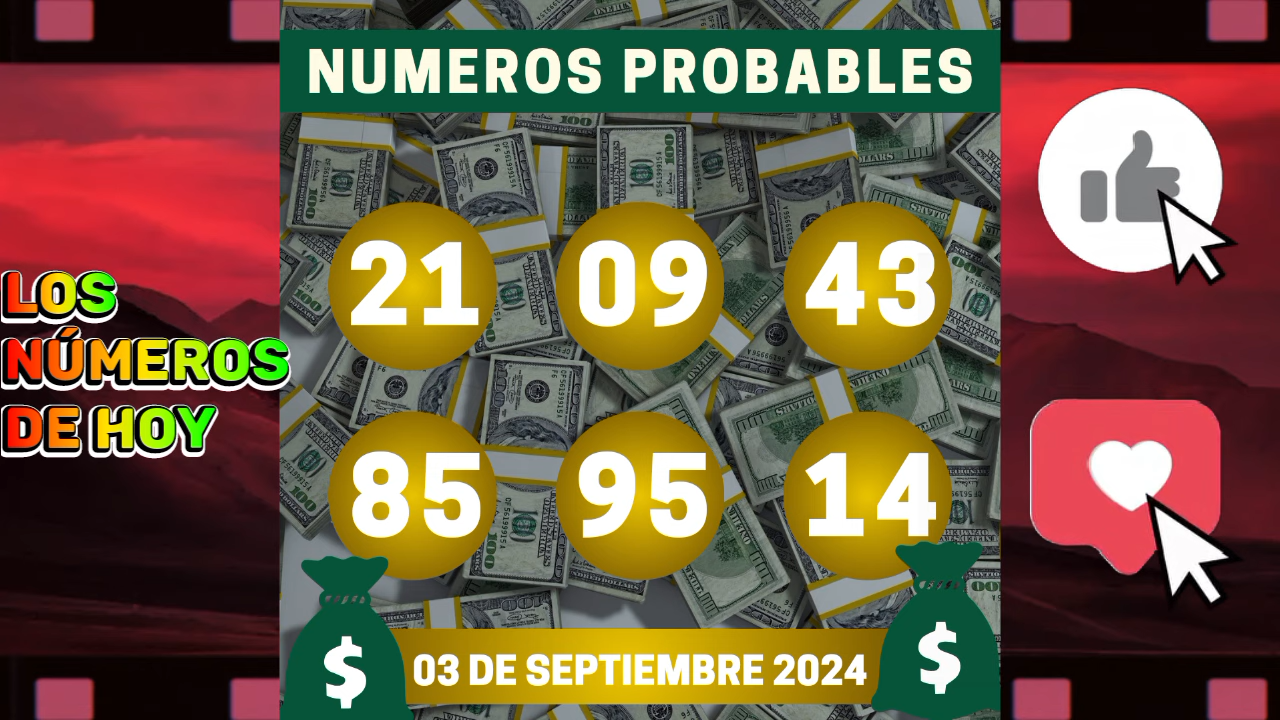 NUMEROS PROBABLES
LOS
NÚMEROS
DE HOY
21 09 43
85 95 14
$ $
03 DE SEPTIEMBRE 2024